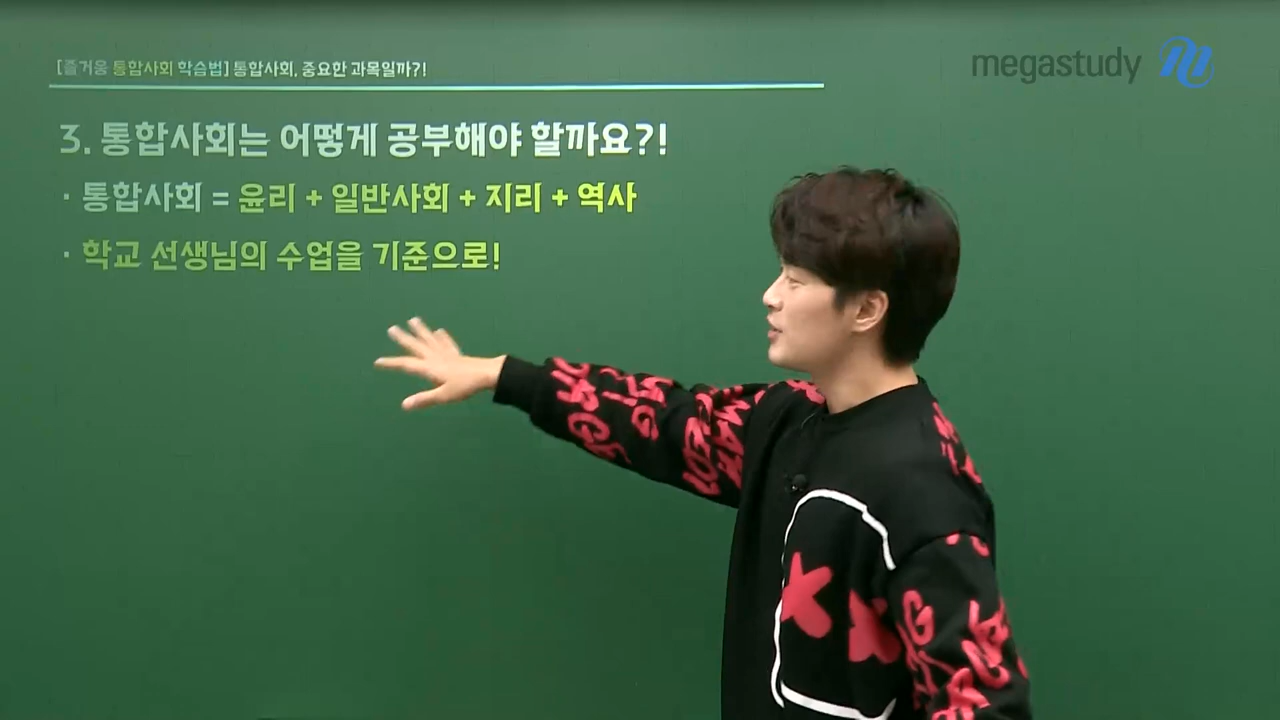 [즐거움 통합사회 학습법] 통합사회, 중요한 과목일까?!
megastudy
3. 통합사회는 어떻게 공부해야 할까요?!
· 통합사회 = 윤리 + 일반사회 + 지리 + 역사
· 학교 선생님의 수업을 기준으로!